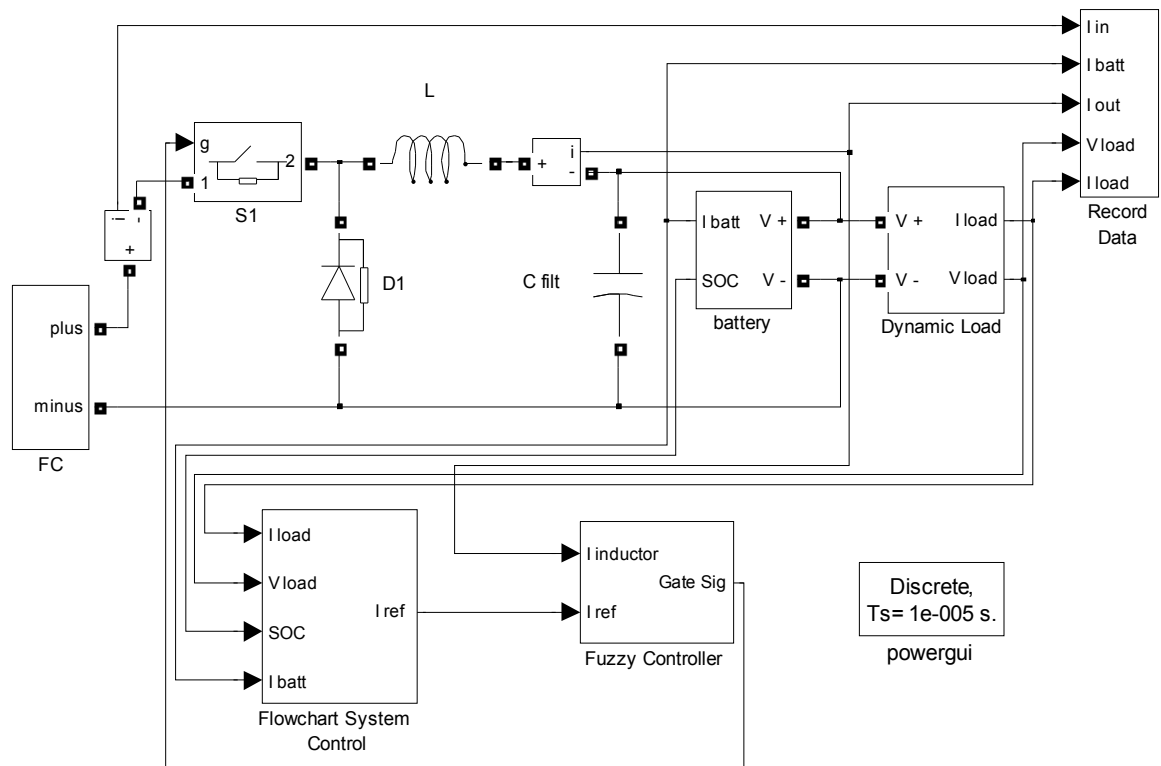 I in
I batt
I out
V load
I load
Record
Data
L
g
1
2
S1
+
i
-
i
-
+
D1
C filt
I batt
V +
SOC
V -
battery
V +
I load
V -
V load
Dynamic Load
plus
minus
FC
I load
V load
SOC
I batt
I ref
Flowchart System
Control
I inductor
Gate Sig
I ref
Fuzzy Controller
Discrete,
Ts= 1e-005 s.
powergui